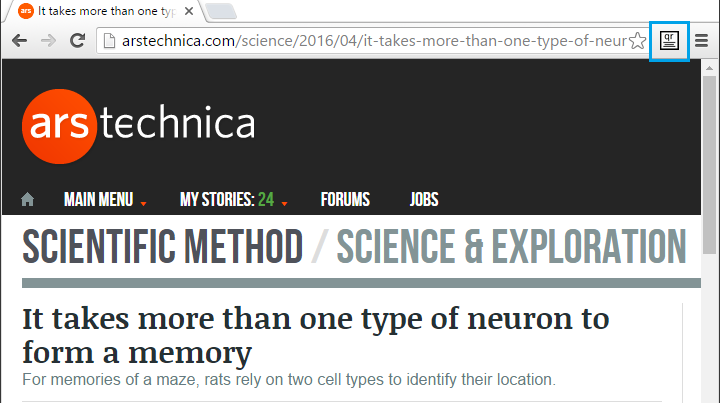 ars It takes more than one typ
arstechnica.com/science/2016/04/it-takes-more-than-one-type-of-neur
qr
ars technica
MAIN MENU MY STORIES: 24 FORUMS JOBS
SCIENTIFIC METHOD / SCIENCE & EXPLORATION
It takes more than one type of neuron to
form a memory
For memories of a maze, rats rely on two cell types to identify their location.